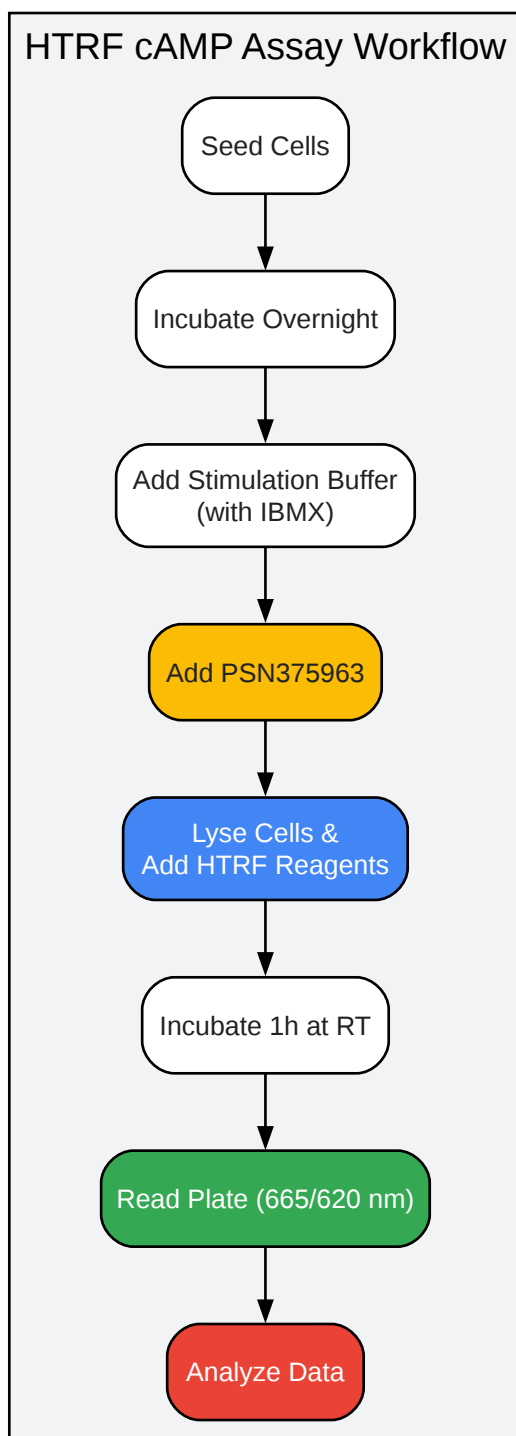 HTRF cAMP Assay Workflow
Seed Cells
Incubate Overnight
Add Stimulation Buffer
(with IBMX)
Add PSN375963
Lyse Cells &
Add HTRF Reagents
Incubate 1h at RT
Read Plate (665/620 nm)
Analyze Data